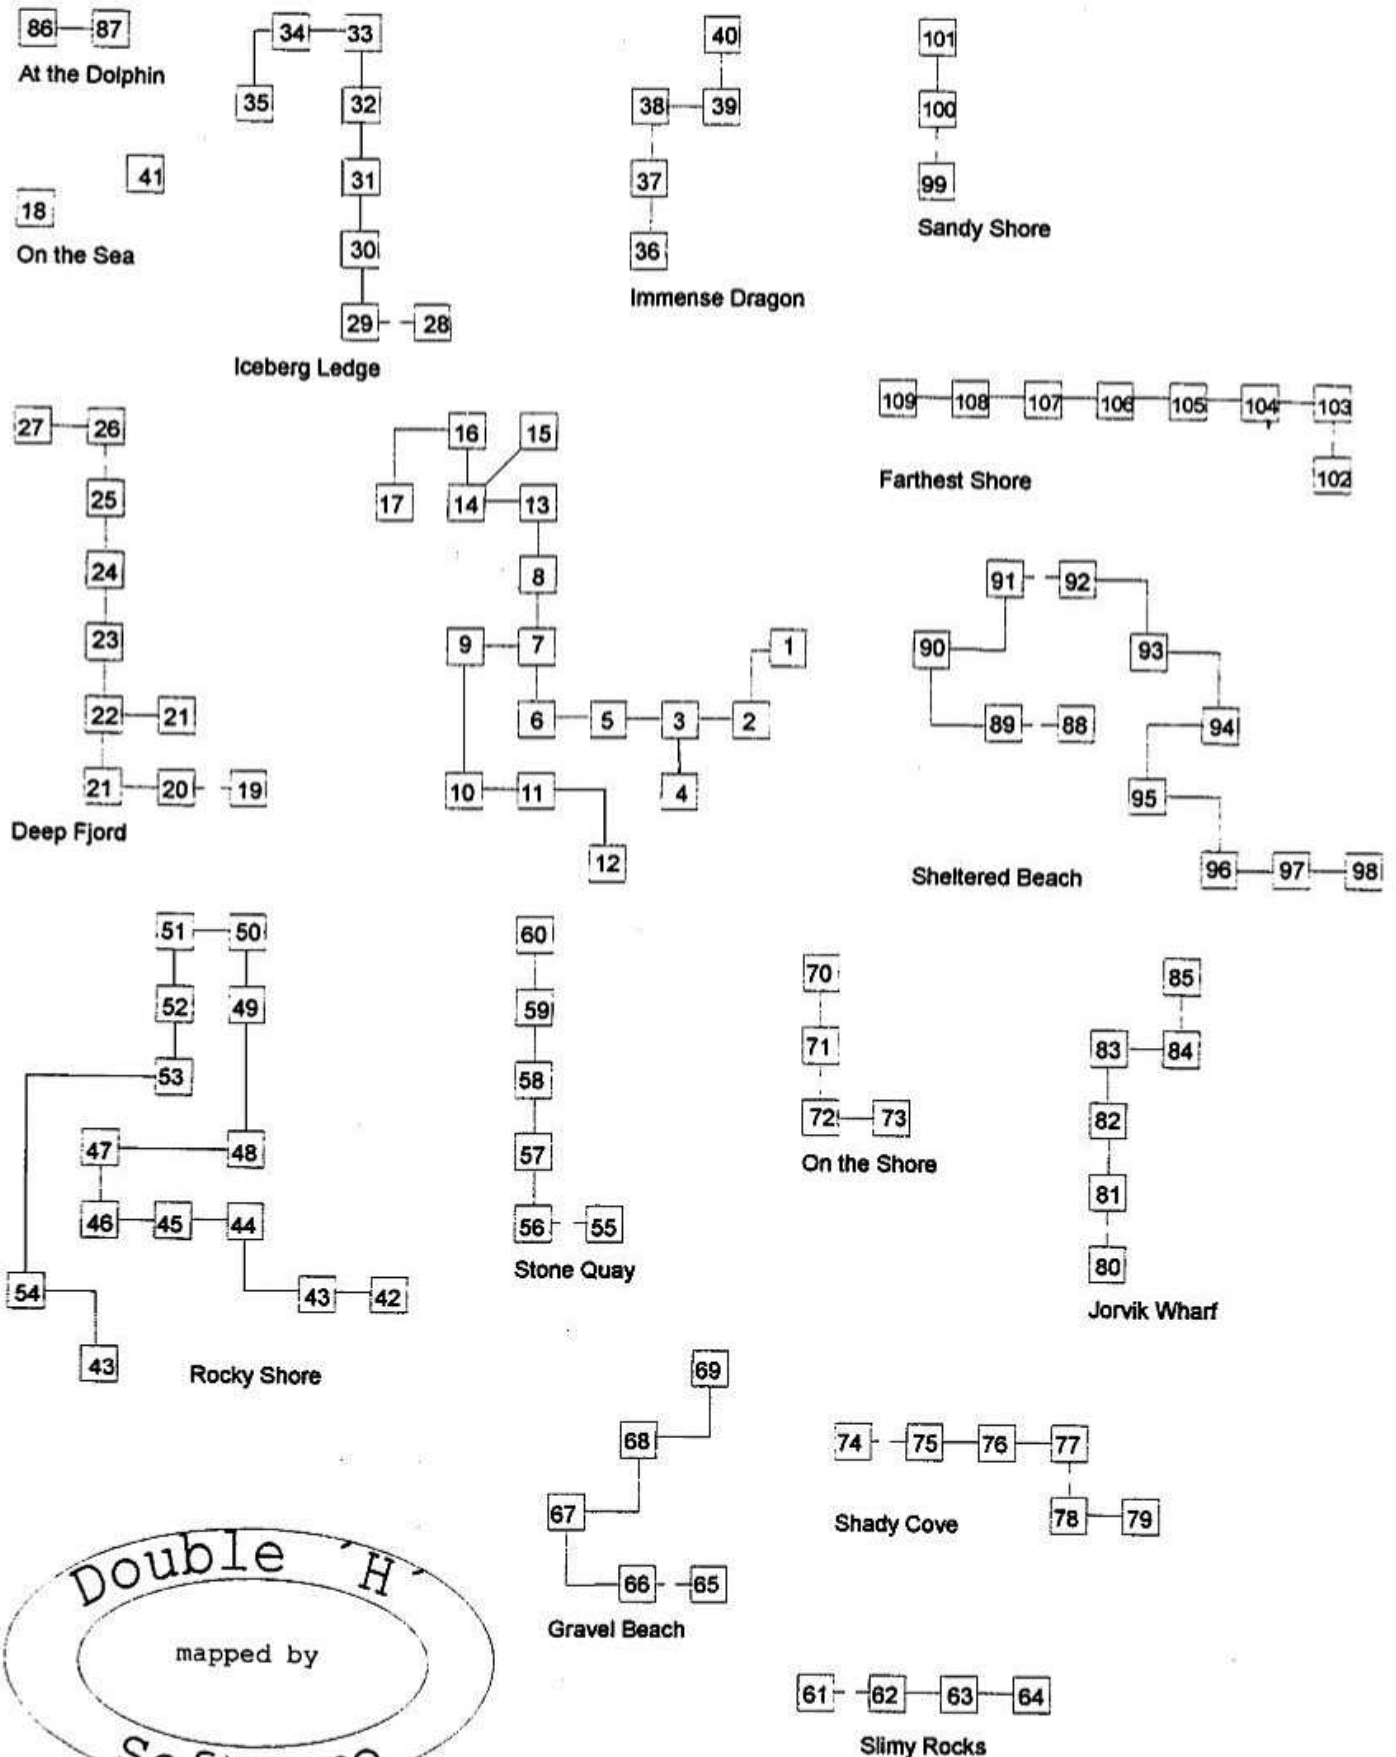 86 87
At the Dolphin
41
18
On the Sea
34 33
35 32
31
30
29 28
Iceberg Ledge
40
38 39
37
36
Immense Dragon
101
100
99
Sandy Shore
109 108 107 106 105 104 103
102
Farthest Shore
27 26
25
24
23
22 21
21 20 19
Deep Fjord
16 15
17 14 13
8
9 7 1
6 5 3 2
10 11 4
12
91 92
90 93
89 88 94
95
96 97 98
Sheltered Beach
51 50
52 49
53
47 48
46 45 44
54 43 42
43
Rocky Shore
60
59
58
57
56 55
Stone Quay
70
71
72 73
On the Shore
85
83 84
82
81
80
Jorvik Wharf
69
68
67
66 65
Gravel Beach
74 75 76 77
78 79
Shady Cove
61 62 63 64
Slimy Rocks
Double 'H'
mapped by